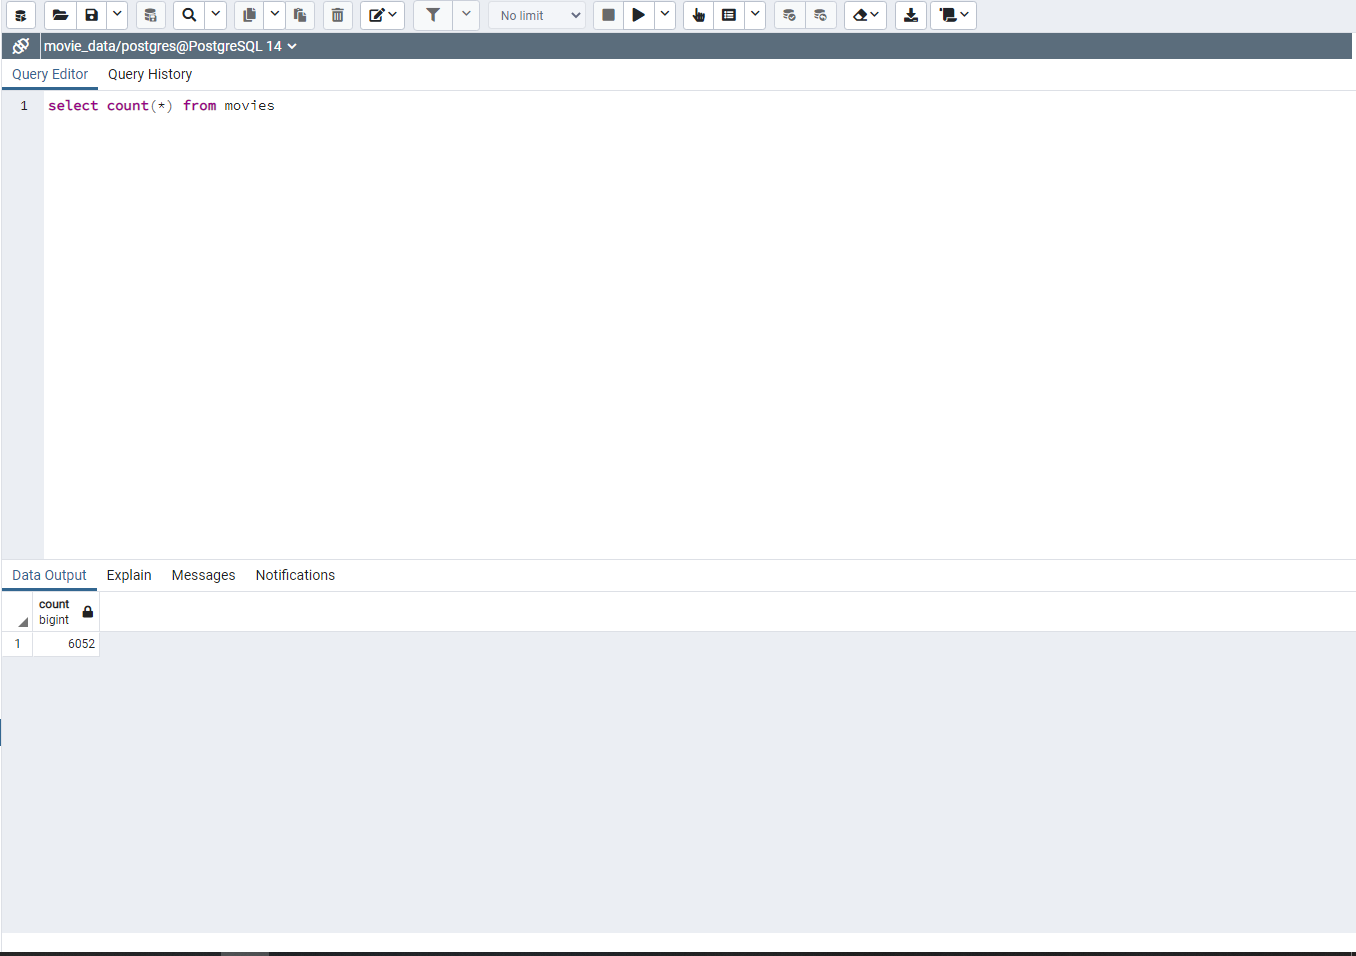 No limit
movie_data/postgres@PostgreSQL 14
Query Editor Query History
1 select count(*) from movies
Data Output Explain Messages Notifications
count
bigint
1 6052